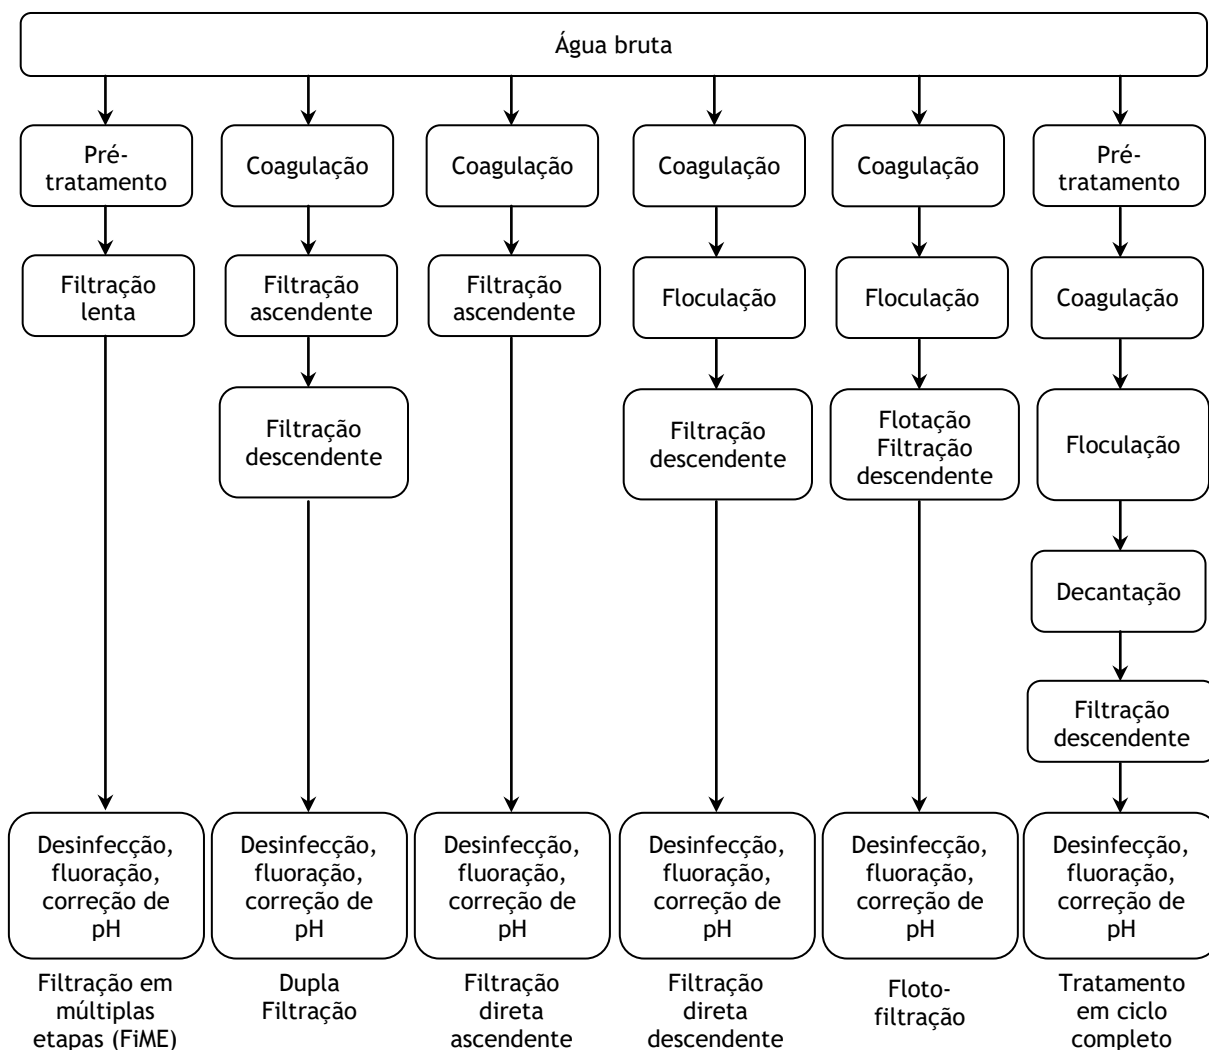 Água bruta
Pré-
tratamento
Coagulação
Coagulação
Coagulação
Coagulação
Pré-
tratamento
Filtração
lenta
Filtração
ascendente
Filtração
ascendente
Floculação
Floculação
Coagulação
Filtração
descendente
Filtração
descendente
Flotação
Filtração
descendente
Floculação
Decantação
Filtração
descendente
Desinfecção,
fluoração,
correção de
pH
Desinfecção,
fluoração,
correção de
pH
Desinfecção,
fluoração,
correção de
pH
Desinfecção,
fluoração,
correção de
pH
Desinfecção,
fluoração,
correção de
pH
Desinfecção,
fluoração,
correção de
pH
Filtração em
múltiplas
etapas (FiME)
Dupla
Filtração
Filtração
direta
ascendente
Filtração
direta
descendente
Floto-
filtração
Tratamento
em ciclo
completo